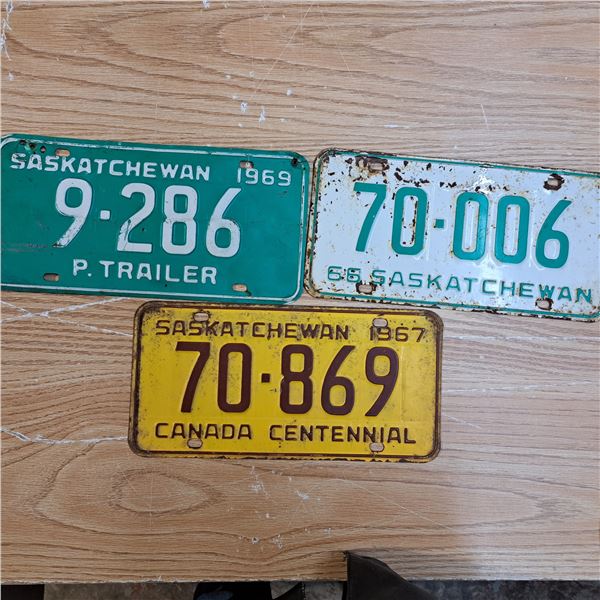 SASKATCHEWAN 1969
9-286
P. TRAILER
70-006
66 SASKATCHEWAN
SASKATCHEWAN 1967
70-869
CANADA CENTENNIAL